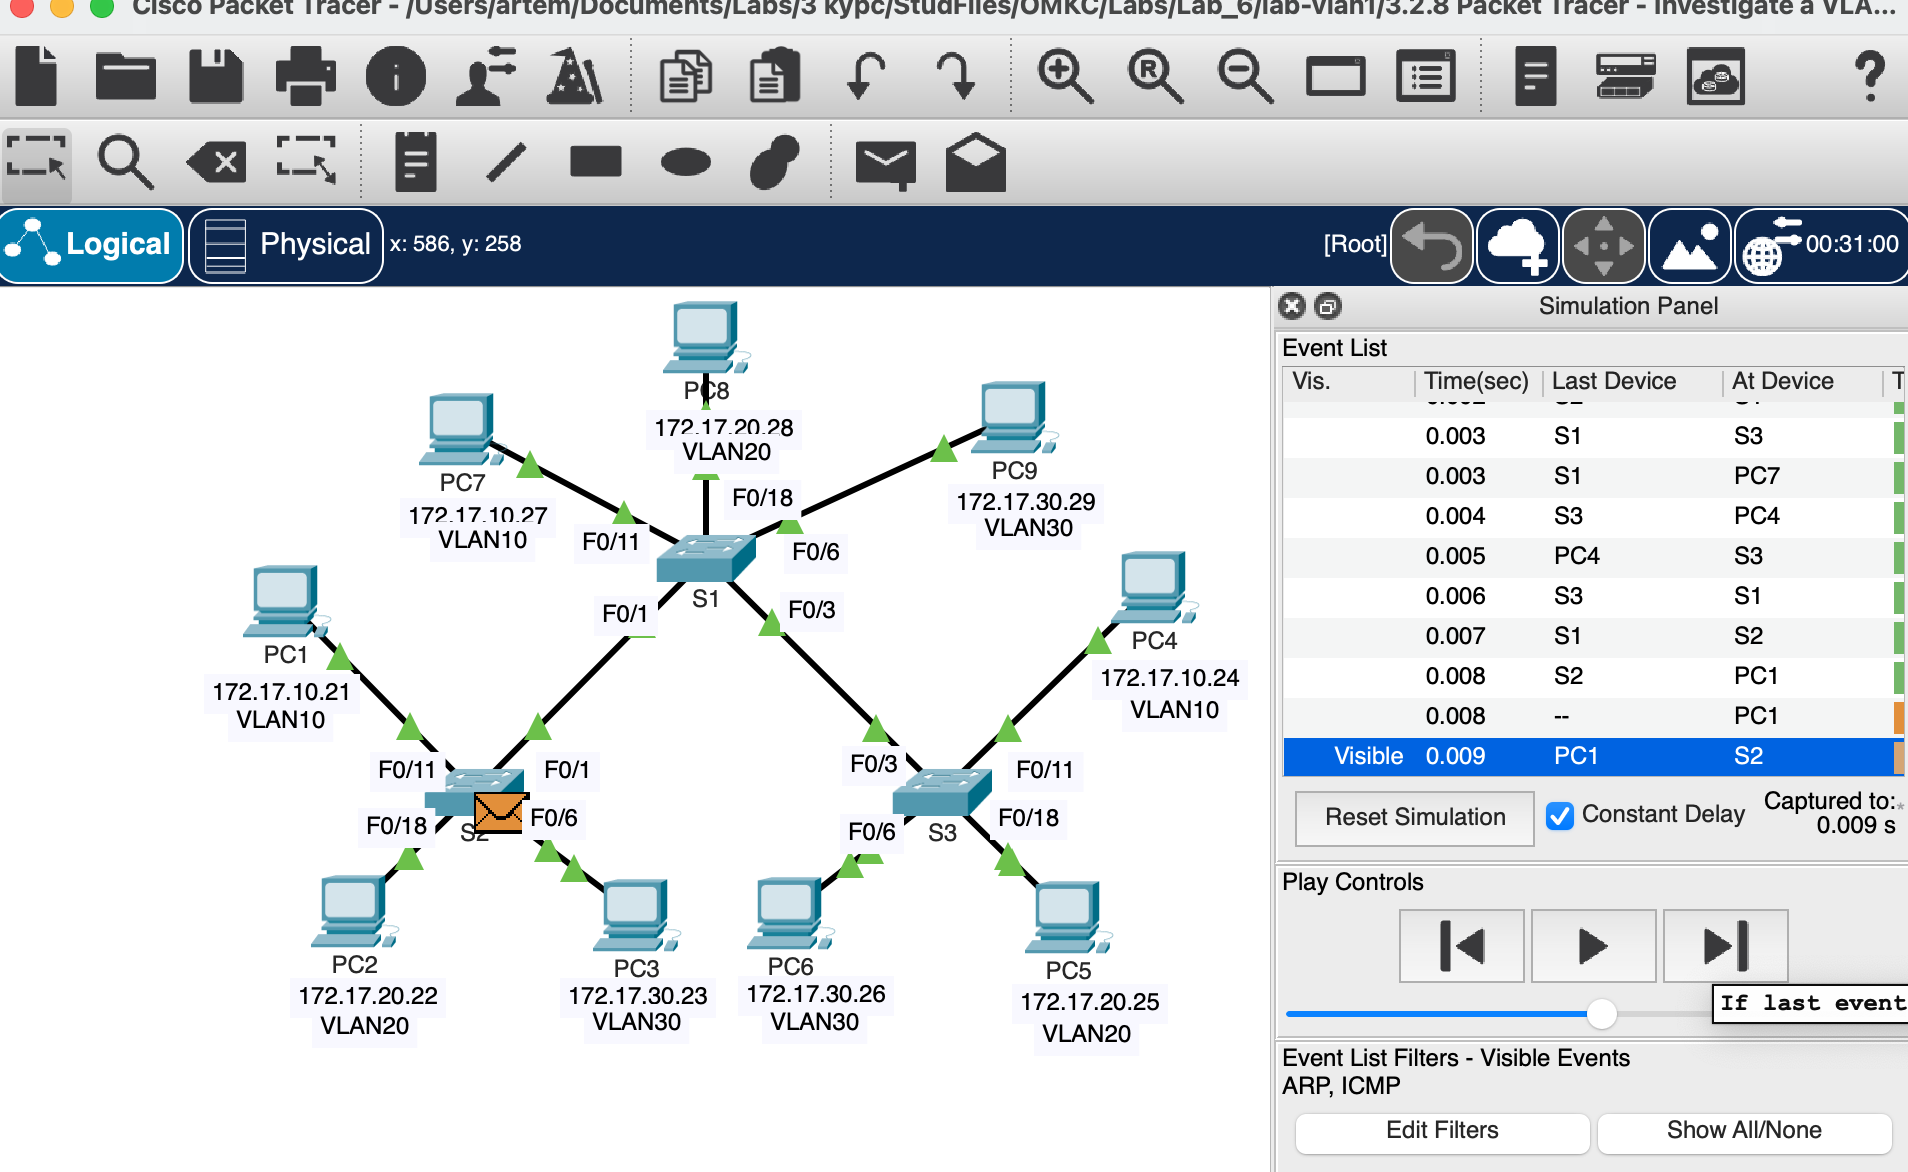 Cisco Packet Tracer - /Users/artem/Documents/Labs/3 курс/StudFiles/ОМКС/Labs/Lab_6/lab-vlan1/3.2.8 Packet Tracer - Investigate a VLA...
Logical
Physical
x: 586, y: 258
[Root]
00:31:00
PC8
172.17.20.28
VLAN20
PC7
172.17.10.27
VLAN10
PC9
172.17.30.29
VLAN30
F0/18
F0/11
F0/6
S1
F0/1
F0/3
PC1
172.17.10.21
VLAN10
PC4
172.17.10.24
VLAN10
F0/11
F0/1
F0/18
S2
F0/6
F0/3
F0/11
F0/6
S3
F0/18
PC2
172.17.20.22
VLAN20
PC3
172.17.30.23
VLAN30
PC6
172.17.30.26
VLAN30
PC5
172.17.20.25
VLAN20
Simulation Panel
Event List
Vis. Time(sec) Last Device At Device T
0.003 S1 S3
0.003 S1 PC7
0.004 S3 PC4
0.005 PC4 S3
0.006 S3 S1
0.007 S1 S2
0.008 S2 PC1
0.008 -- PC1
Visible 0.009 PC1 S2
Reset Simulation
Constant Delay
Captured to:*
0.009 s
Play Controls
If last event
Event List Filters - Visible Events
ARP, ICMP
Edit Filters
Show All/None